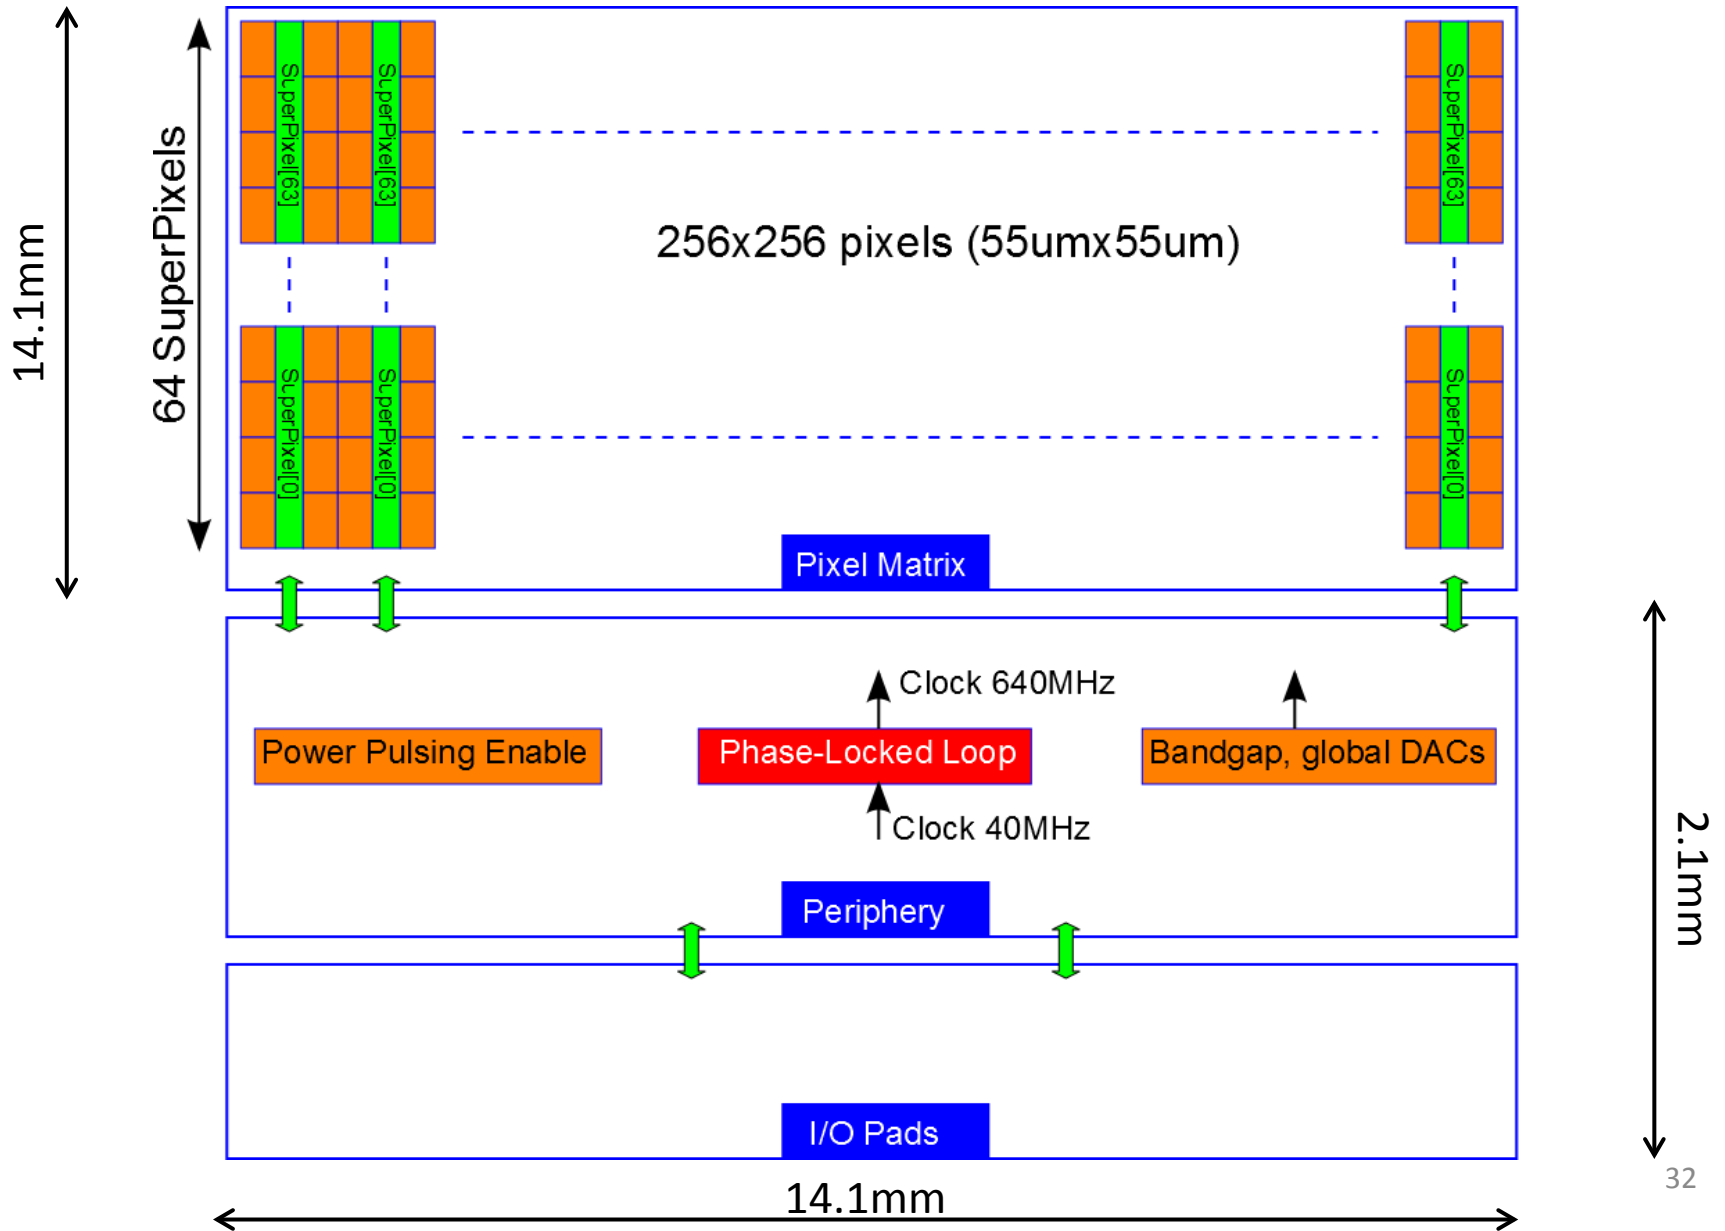 14.1mm
64 SuperPixels
SuperPixel[63]
SuperPixel[63]
SuperPixel[63]
256x256 pixels (55umx55um)
SuperPixel[0]
SuperPixel[0]
SuperPixel[0]
Pixel Matrix
Clock 640MHz
Power Pulsing Enable
Phase-Locked Loop
Bandgap, global DACs
Clock 40MHz
2.1mm
Periphery
I/O Pads
32
14.1mm